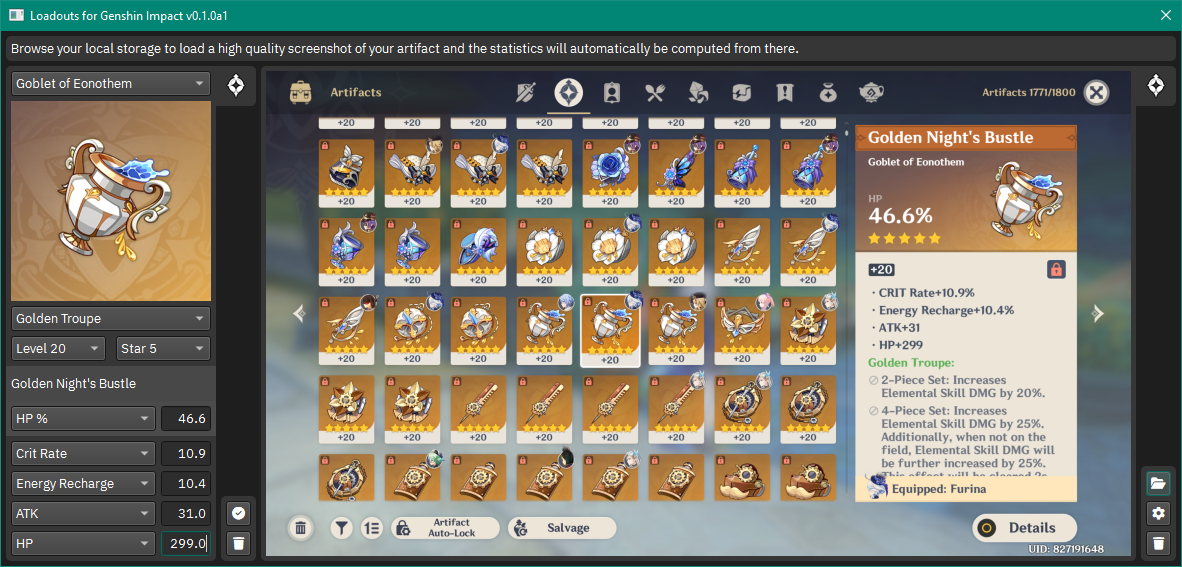 Loadouts for Genshin Impact v0.1.0a1
Browse your local storage to load a high quality screenshot of your artifact and the statistics will automatically be computed from there.
Goblet of Eonothem
Golden Troupe
Level 20
Star 5
Golden Night's Bustle
HP %
46.6
Crit Rate
10.9
Energy Recharge
10.4
ATK
31.0
HP
299.0
Artifacts
Artifacts 1771/1800
+20 +20 +20 +20 +20 +20 +20 +20
+20 +20 +20 +20 +20 +20 +20 +20
+20 +20 +20 +20 +20 +20 +20 +20
+20 +20 +20 +20 +20 +20 +20 +20
+20 +20 +20 +20 +20 +20 +20 +20
Artifact
Auto-Lock
Salvage
Golden Night's Bustle
Goblet of Eonothem
HP
46.6%
+20
· CRIT Rate+10.9%
· Energy Recharge+10.4%
· ATK+31
· HP+299
Golden Troupe:
2-Piece Set: Increases
Elemental Skill DMG by 20%.
4-Piece Set: Increases
Elemental Skill DMG by 25%.
Additionally, when not on the
field, Elemental Skill DMG will
be further increased by 25%.
This effect will be cleared 2s
Equipped: Furina
Details
UID: 827191648